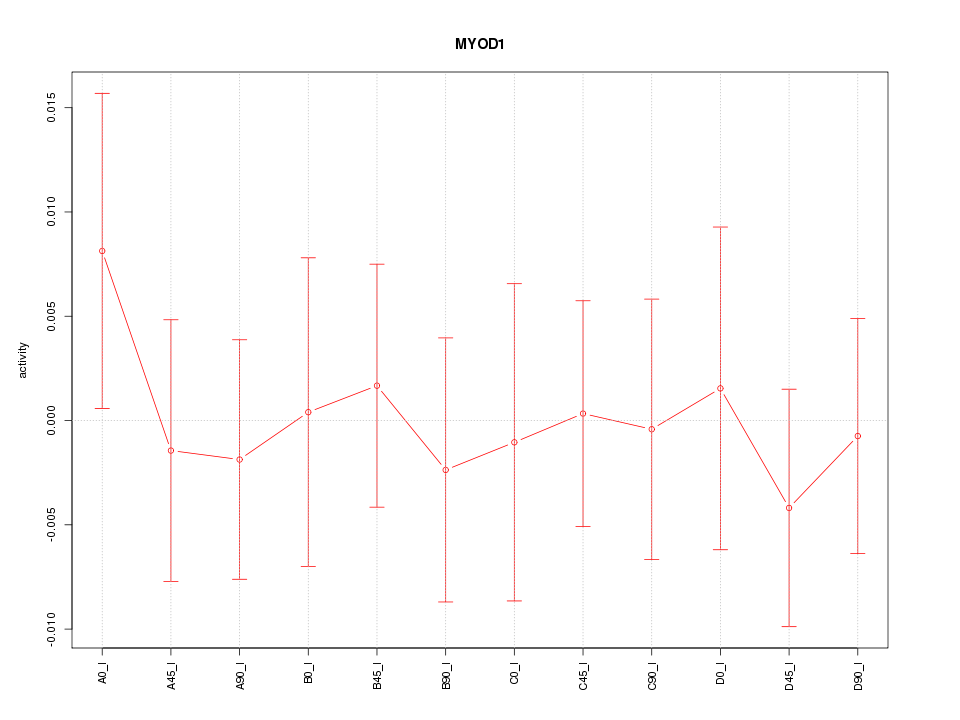 MYOD1
activity
0.015
0.010
0.005
0.000
-0.005
-0.010
A0_I
A45_I
A90_I
B0_I
B45_I
B90_I
C0_I
C45_I
C90_I
D0_I
D45_I
D90_I